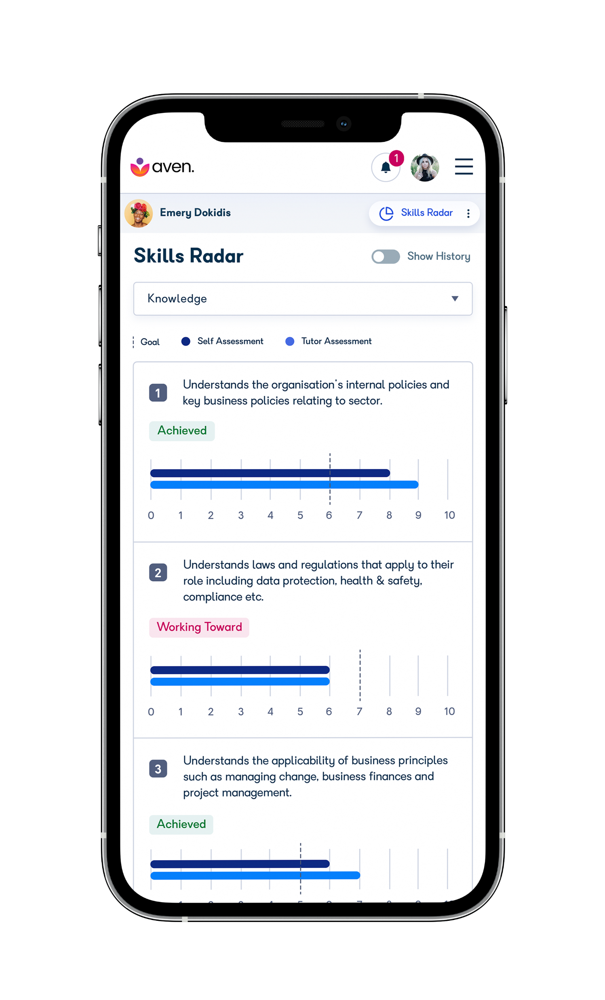 aven.
1
Emery Dokidis
Skills Radar
Skills Radar
Show History
Knowledge
Goal
Self Assessment
Tutor Assessment
1
Understands the organisation's internal policies and
key business policies relating to sector.
Achieved
0 1 2 3 4 5 6 7 8 9 10
2
Understands laws and regulations that apply to their
role including data protection, health & safety,
compliance etc.
Working Toward
0 1 2 3 4 5 6 7 8 9 10
3
Understands the applicability of business principles
such as managing change, business finances and
project management.
Achieved